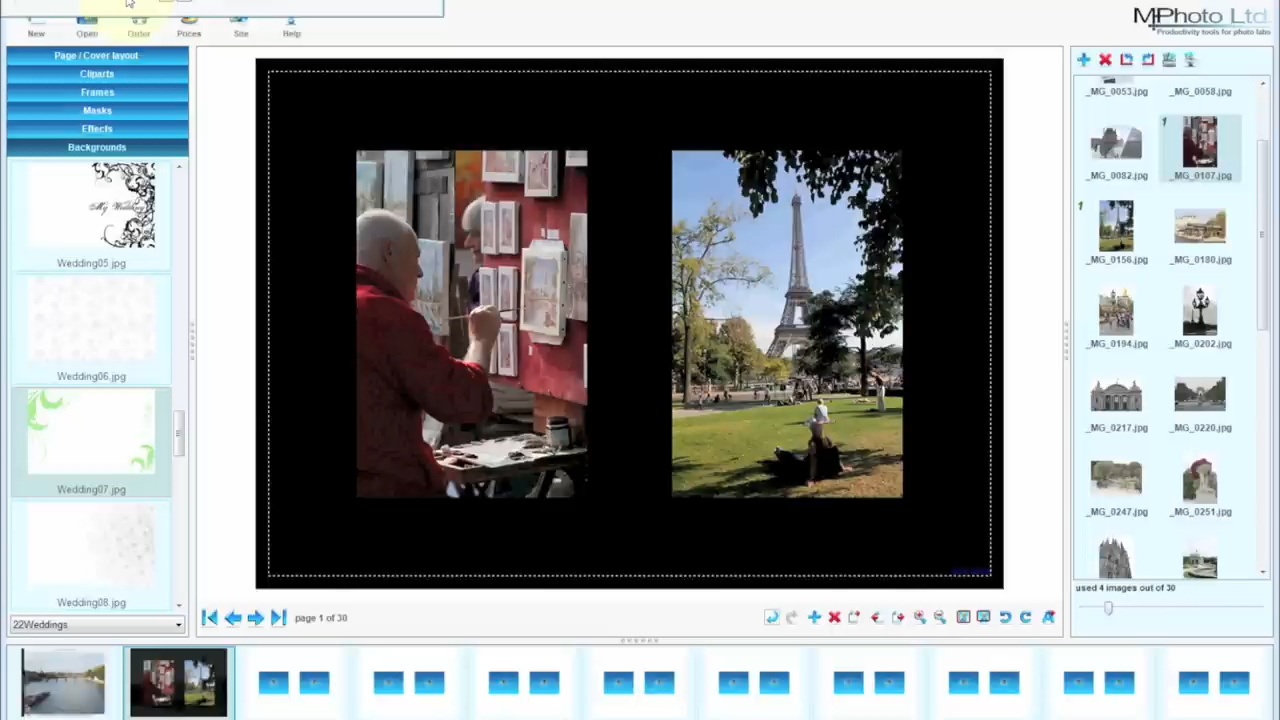 MPhoto Ltd.
Productivity tools for photo labs
New Open Order Prices Site Help
Page / Cover layout
Cliparts
Frames
Masks
Effects
Backgrounds
My Wedding
Wedding05.jpg
Wedding06.jpg
Wedding07.jpg
Wedding08.jpg
22Weddings
page 1 of 30
_MG_0053.jpg _MG_0058.jpg
1
_MG_0082.jpg _MG_0107.jpg
1
_MG_0156.jpg _MG_0180.jpg
_MG_0194.jpg _MG_0202.jpg
_MG_0217.jpg _MG_0220.jpg
_MG_0247.jpg _MG_0251.jpg
used 4 images out of 30